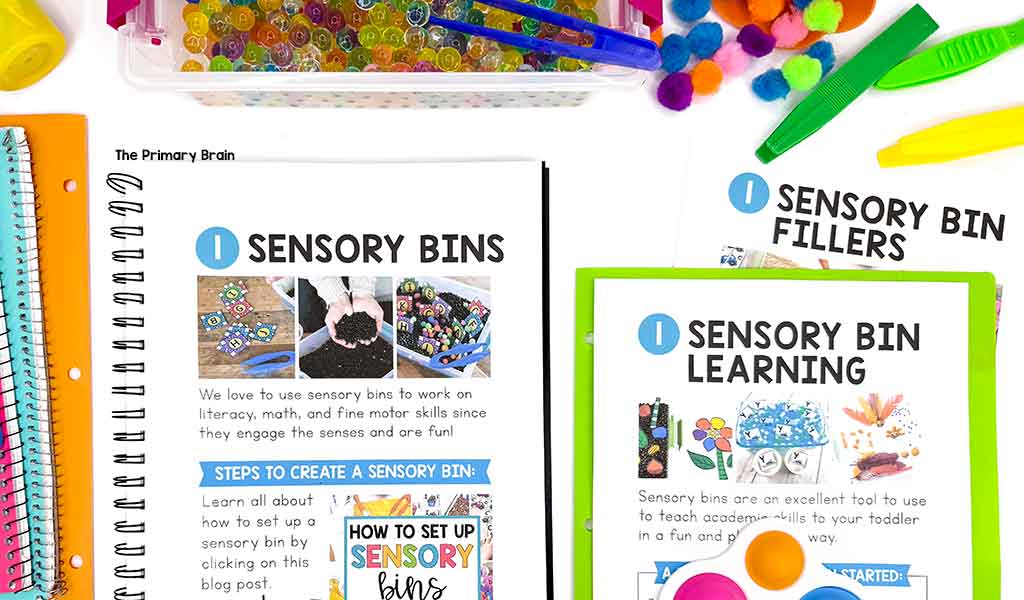 The Primary Brain
1 SENSORY BINS
We love to use sensory bins to work on
literacy, math, and fine motor skills since
they engage the senses and are fun!
STEPS TO CREATE A SENSORY BIN:
Learn all about
how to set up a
sensory bin by
clicking on this
blog post.
HOW TO SET UP
SENSORY
bins
1 SENSORY BIN
FILLERS
1 SENSORY BIN
LEARNING
Sensory bins are an excellent tool to use
to teach academic skills to your toddler
in a fun and way.
STARTED: